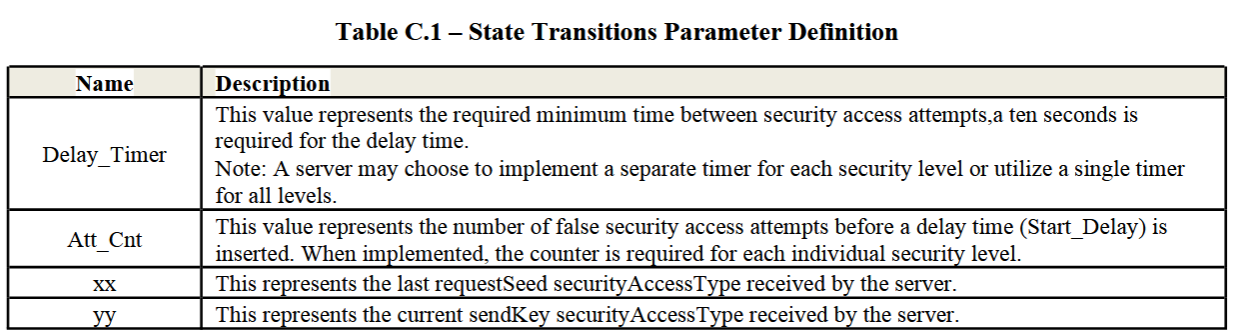 Table C.1 – State Transitions Parameter Definition
Name Description
This value represents the required minimum time between security access attempts,a ten seconds is
required for the delay time.
Delay_Timer
Note: A server may choose to implement a separate timer for each security level or utilize a single timer
for all levels.
This value represents the number of false security access attempts before a delay time (Start_Delay) is
Att_Cnt
inserted. When implemented, the counter is required for each individual security level.
xx This represents the last requestSeed securityAccessType received by the server.
yy This represents the current sendKey securityAccessType received by the server.